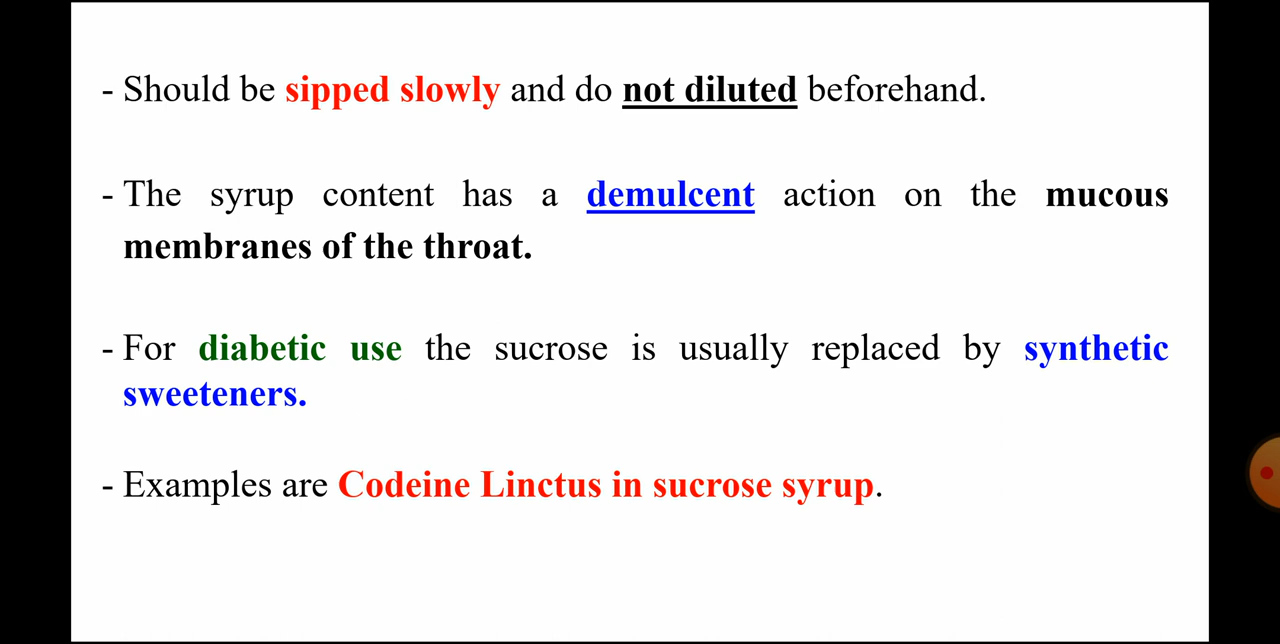 - Should be sipped slowly and do not diluted beforehand.
- The syrup content has a demulcent action on the mucous
membranes of the throat.
- For diabetic use the sucrose is usually replaced by synthetic
sweeteners.
- Examples are Codeine Linctus in sucrose syrup.